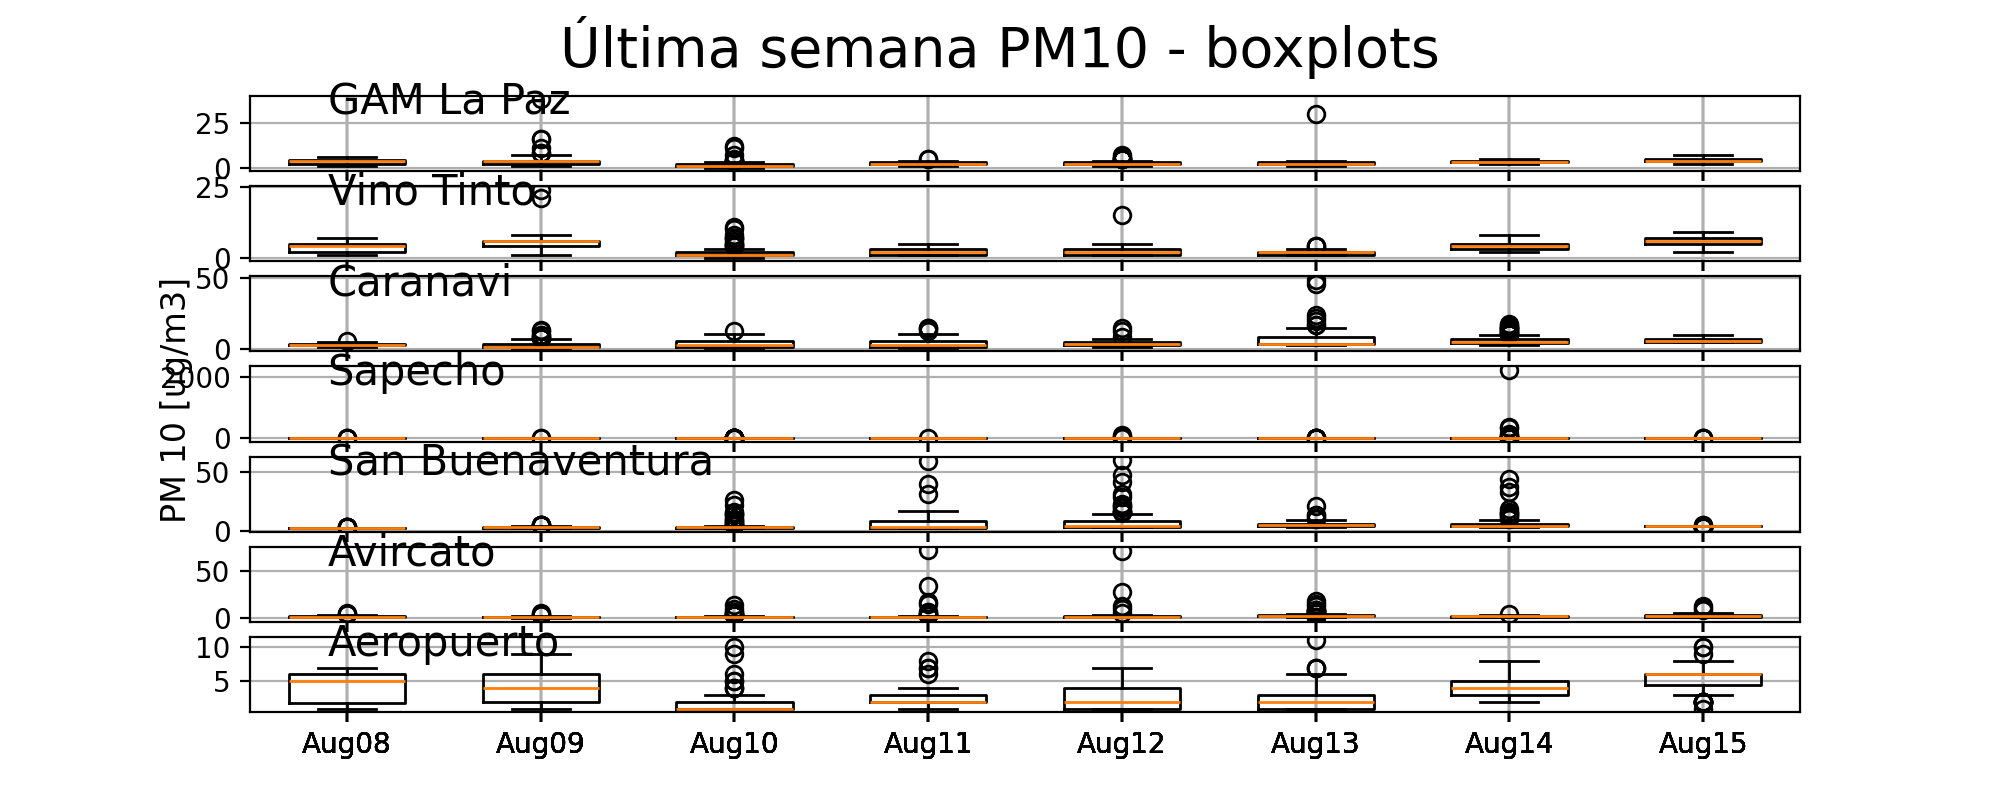 Última semana PM10 - boxplots
GAM La Paz
25
0
Vino Tinto
25
0
Caranavi
50
0
Sapecho
2000
0
San Buenaventura
50
0
Avircato
50
0
Aeropuerto
10
5
PM 10 [ug/m3]
Aug08 Aug09 Aug10 Aug11 Aug12 Aug13 Aug14 Aug15